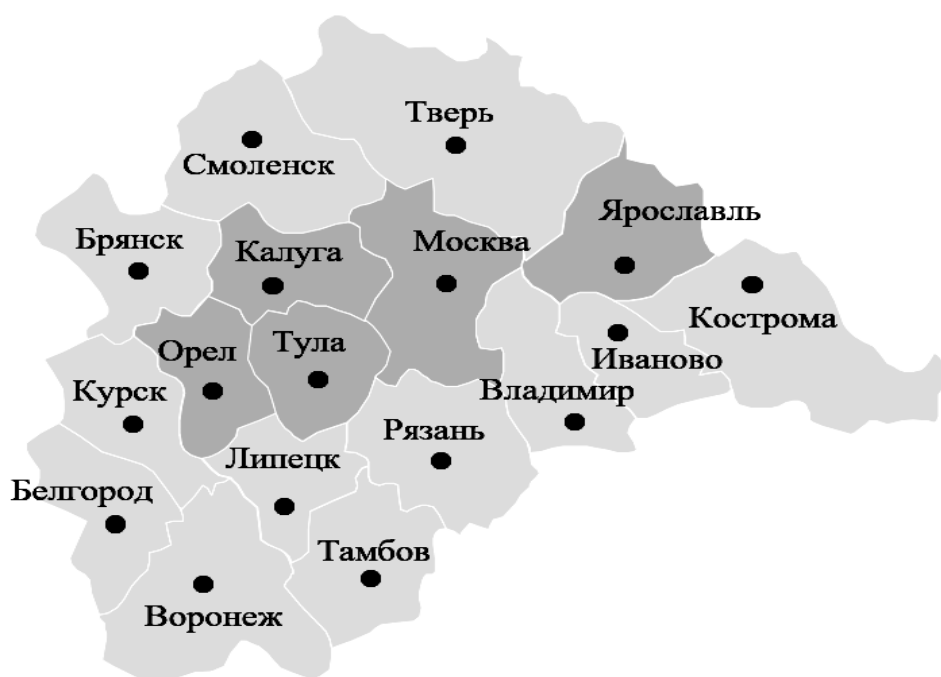 Тверь
Смоленск
Ярославль
Брянск
Калуга
Москва
Кострома
Орел
Тула
Иваново
Курск
Владимир
Рязань
Липецк
Белгород
Тамбов
Воронеж